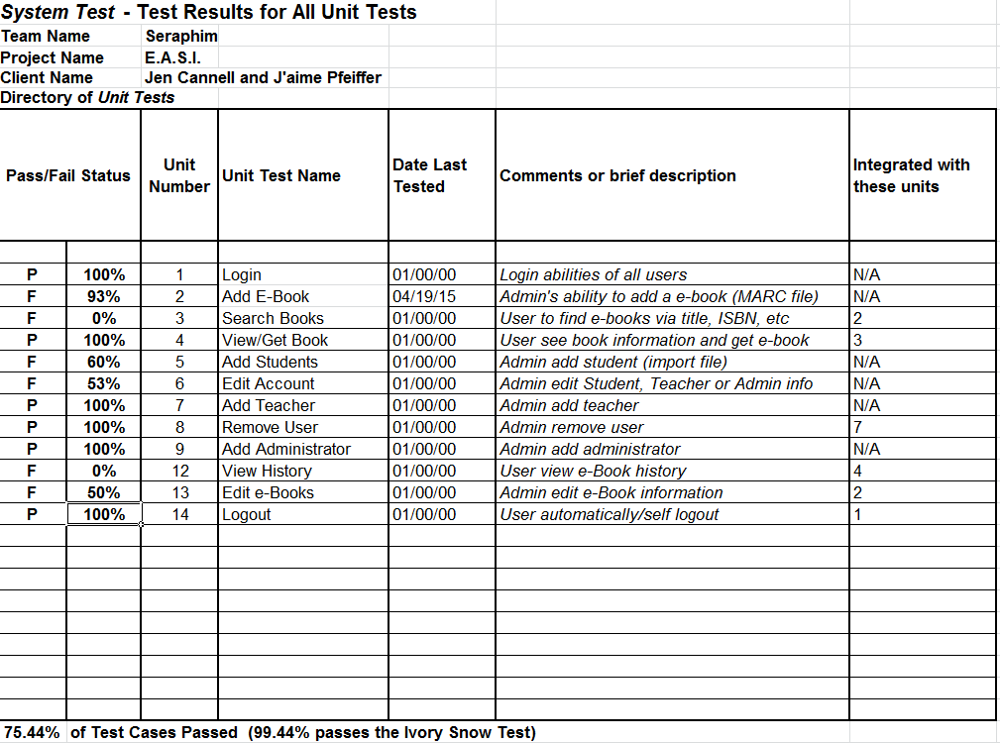 System Test - Test Results for All Unit Tests
Team Name Seraphim
Project Name E.A.S.I.
Client Name Jen Cannell and J'aime Pfeiffer
Directory of Unit Tests
Pass/Fail Status Unit Number Unit Test Name Date Last Tested Comments or brief description Integrated with these units
P 100% 1 Login 01/00/00 Login abilities of all users N/A
F 93% 2 Add E-Book 04/19/15 Admin's ability to add a e-book (MARC file) N/A
F 0% 3 Search Books 01/00/00 User to find e-books via title, ISBN, etc 2
P 100% 4 View/Get Book 01/00/00 User see book information and get e-book 3
F 60% 5 Add Students 01/00/00 Admin add student (import file) N/A
F 53% 6 Edit Account 01/00/00 Admin edit Student, Teacher or Admin info N/A
P 100% 7 Add Teacher 01/00/00 Admin add teacher N/A
P 100% 8 Remove User 01/00/00 Admin remove user 7
P 100% 9 Add Administrator 01/00/00 Admin add administrator N/A
F 0% 12 View History 01/00/00 User view e-Book history 4
F 50% 13 Edit e-Books 01/00/00 Admin edit e-Book information 2
P 100% 14 Logout 01/00/00 User automatically/self logout 1
75.44% of Test Cases Passed (99.44% passes the Ivory Snow Test)